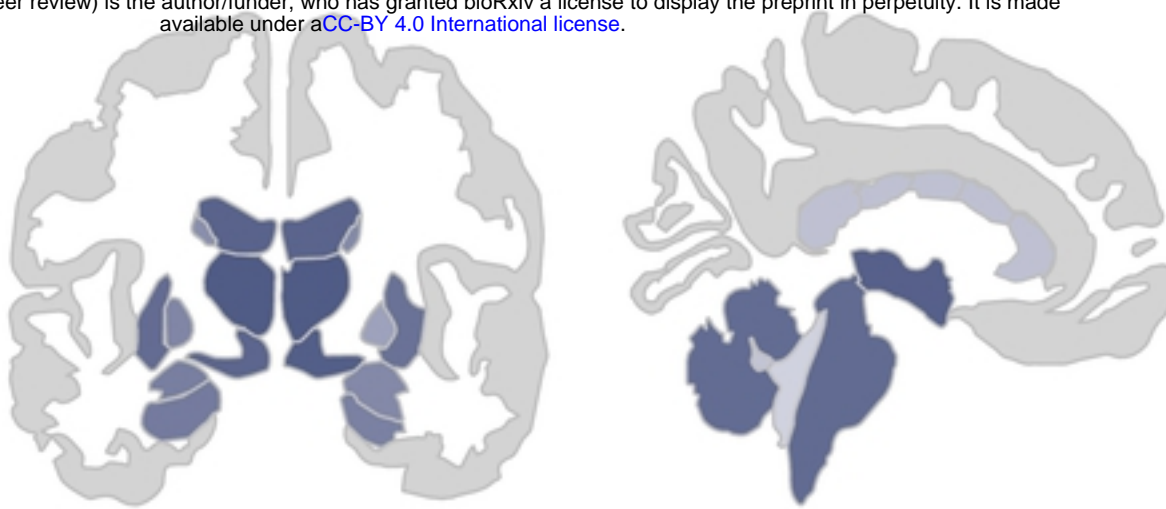 peer review) is the author/funder, who has granted bioRxiv a license to display the preprint in perpetuity. It is made
available under aCC-BY 4.0 International license.